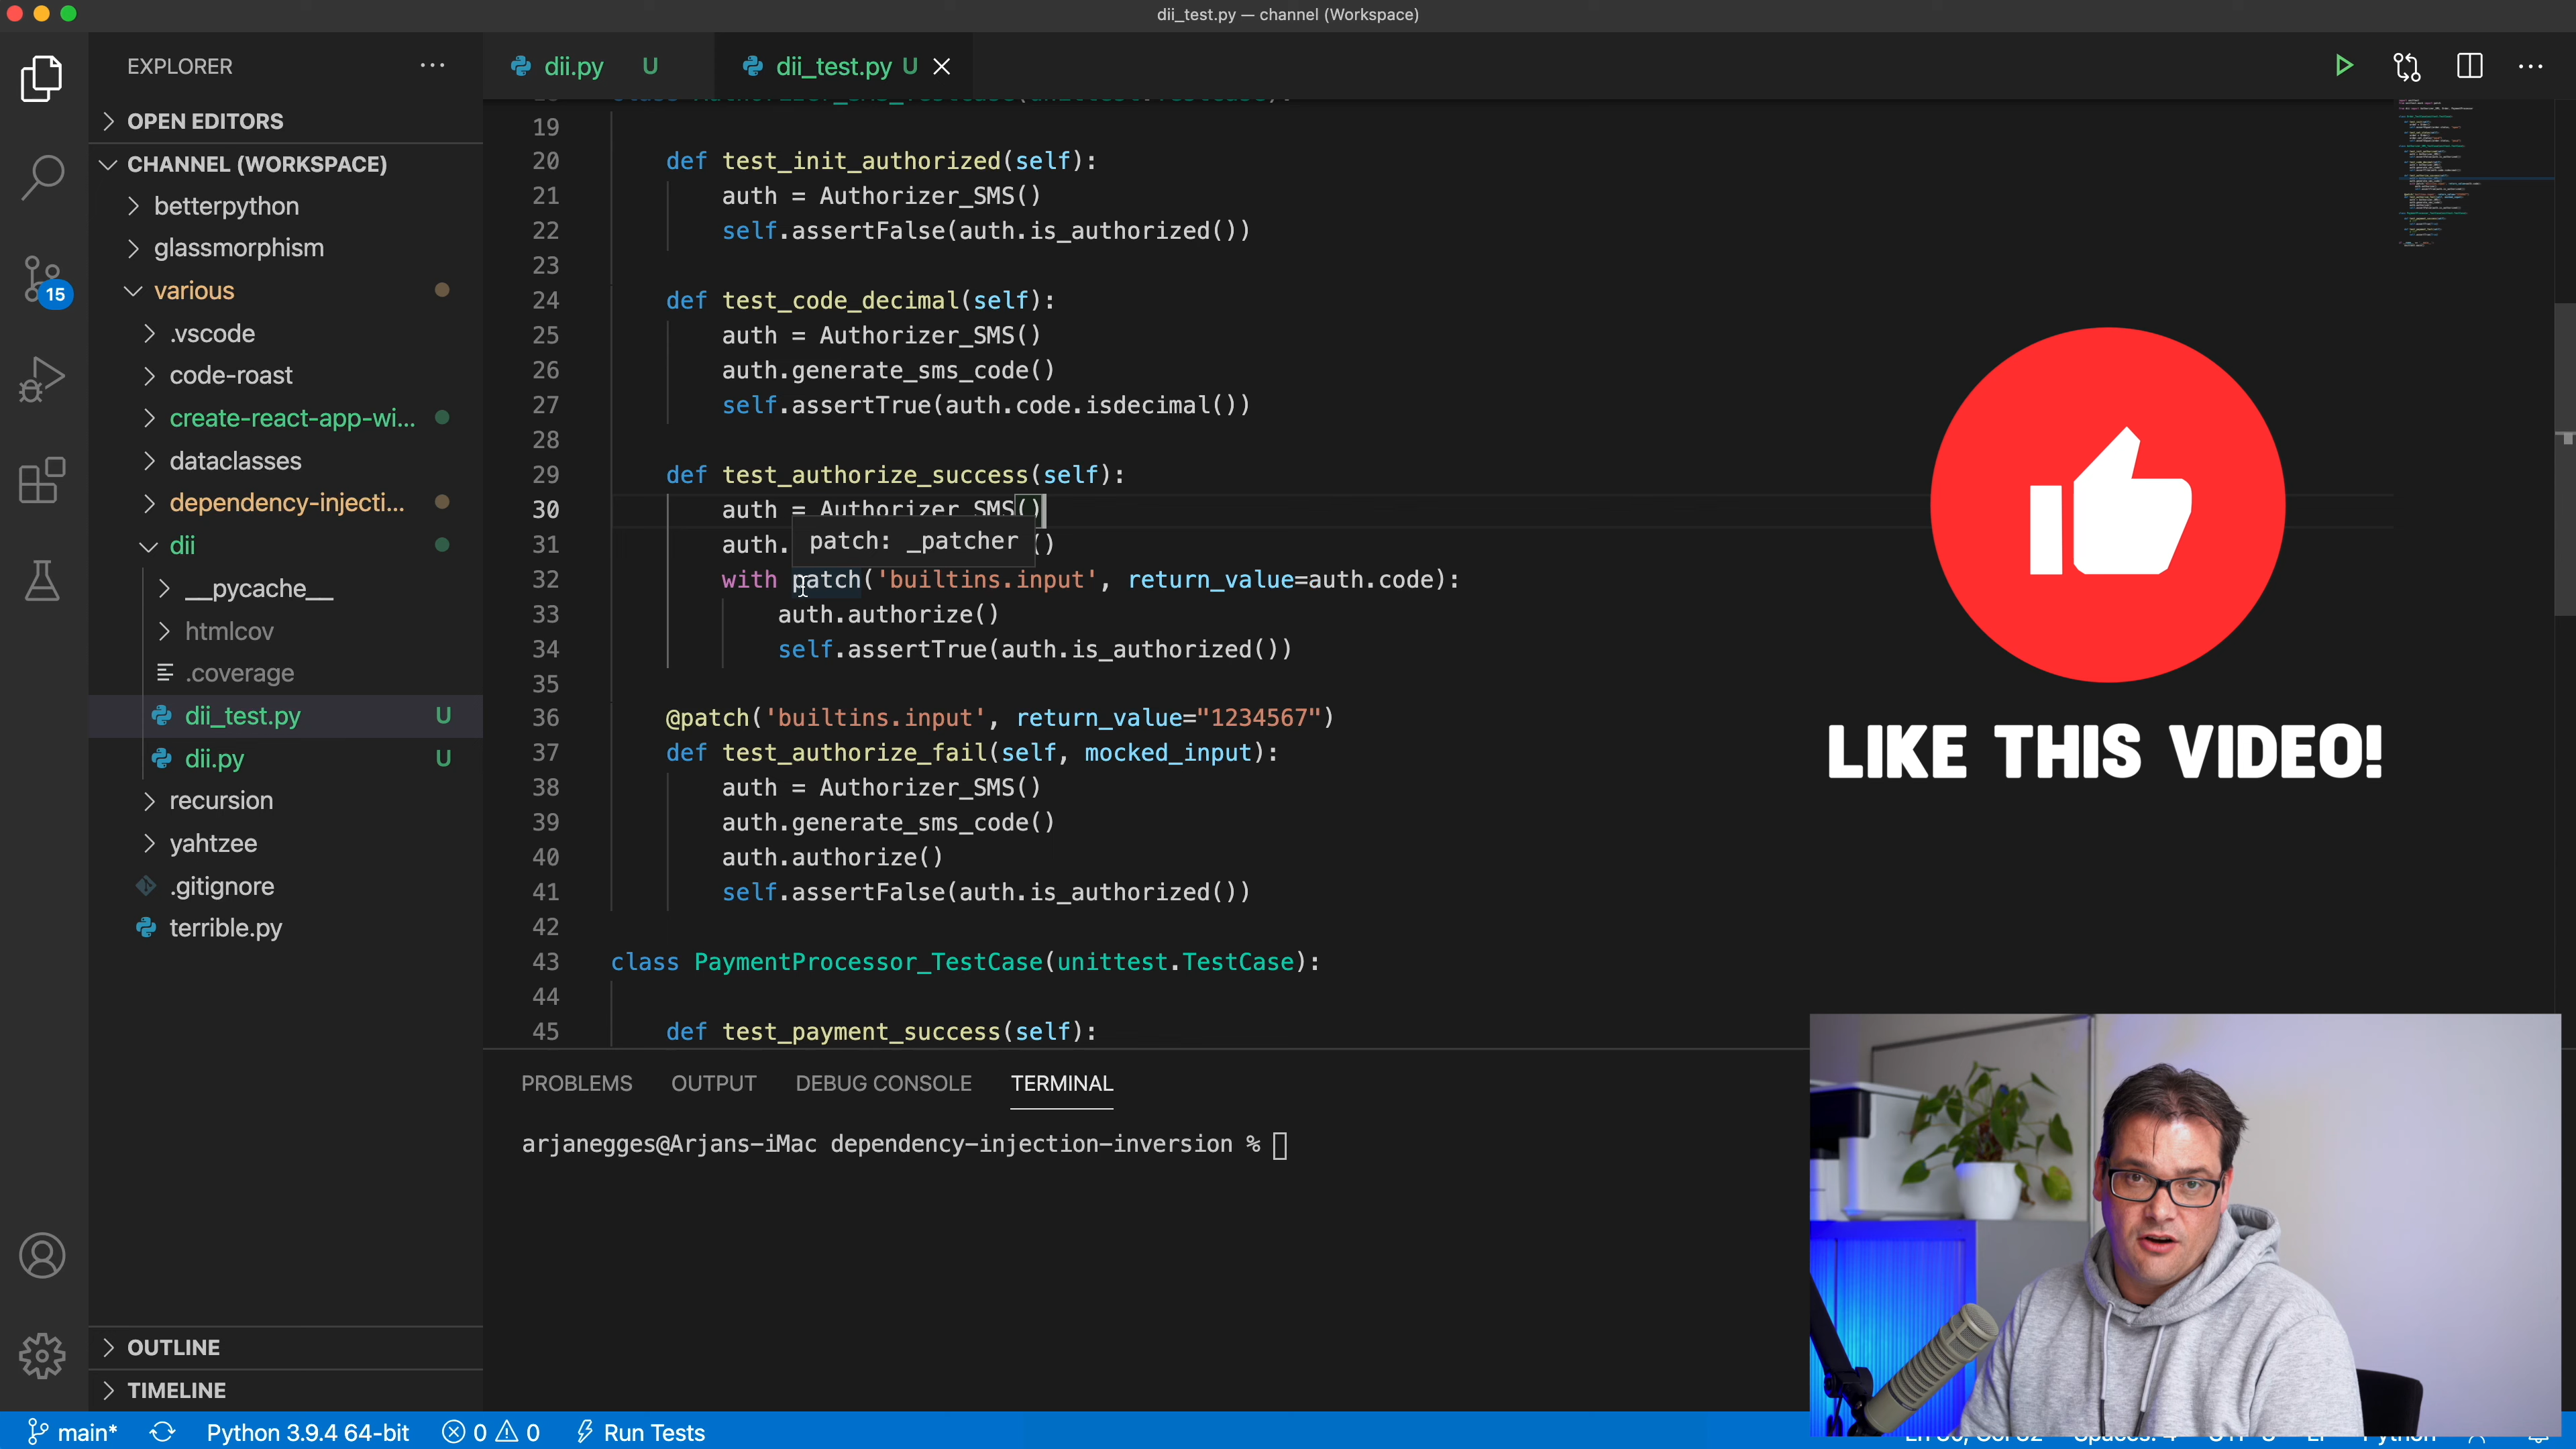 dii_test.py — channel (Workspace)
EXPLORER
OPEN EDITORS
CHANNEL (WORKSPACE)
betterpython
glassmorphism
various
.vscode
code-roast
create-react-app-wi...
dataclasses
dependency-injecti...
dii
__pycache__
htmlcov
.coverage
dii_test.py U
dii.py U
recursion
yahtzee
.gitignore
terrible.py
OUTLINE
TIMELINE
15
dii.py U
dii_test.py U
19
20 def test_init_authorized(self):
21 auth = Authorizer_SMS()
22 self.assertFalse(auth.is_authorized())
23
24 def test_code_decimal(self):
25 auth = Authorizer_SMS()
26 auth.generate_sms_code()
27 self.assertTrue(auth.code.isdecimal())
28
29 def test_authorize_success(self):
30 auth = Authorizer_SMS()
31 auth. ()
patch: _patcher
32 with patch('builtins.input', return_value=auth.code):
33 auth.authorize()
34 self.assertTrue(auth.is_authorized())
35
36 @patch('builtins.input', return_value="1234567")
37 def test_authorize_fail(self, mocked_input):
38 auth = Authorizer_SMS()
39 auth.generate_sms_code()
40 auth.authorize()
41 self.assertFalse(auth.is_authorized())
42
43 class PaymentProcessor_TestCase(unittest.TestCase):
44
45 def test_payment_success(self):
LIKE THIS VIDEO!
PROBLEMS OUTPUT DEBUG CONSOLE TERMINAL
arjanegges@Arjans-iMac dependency-injection-inversion %
main* Python 3.9.4 64-bit 0 0 Run Tests